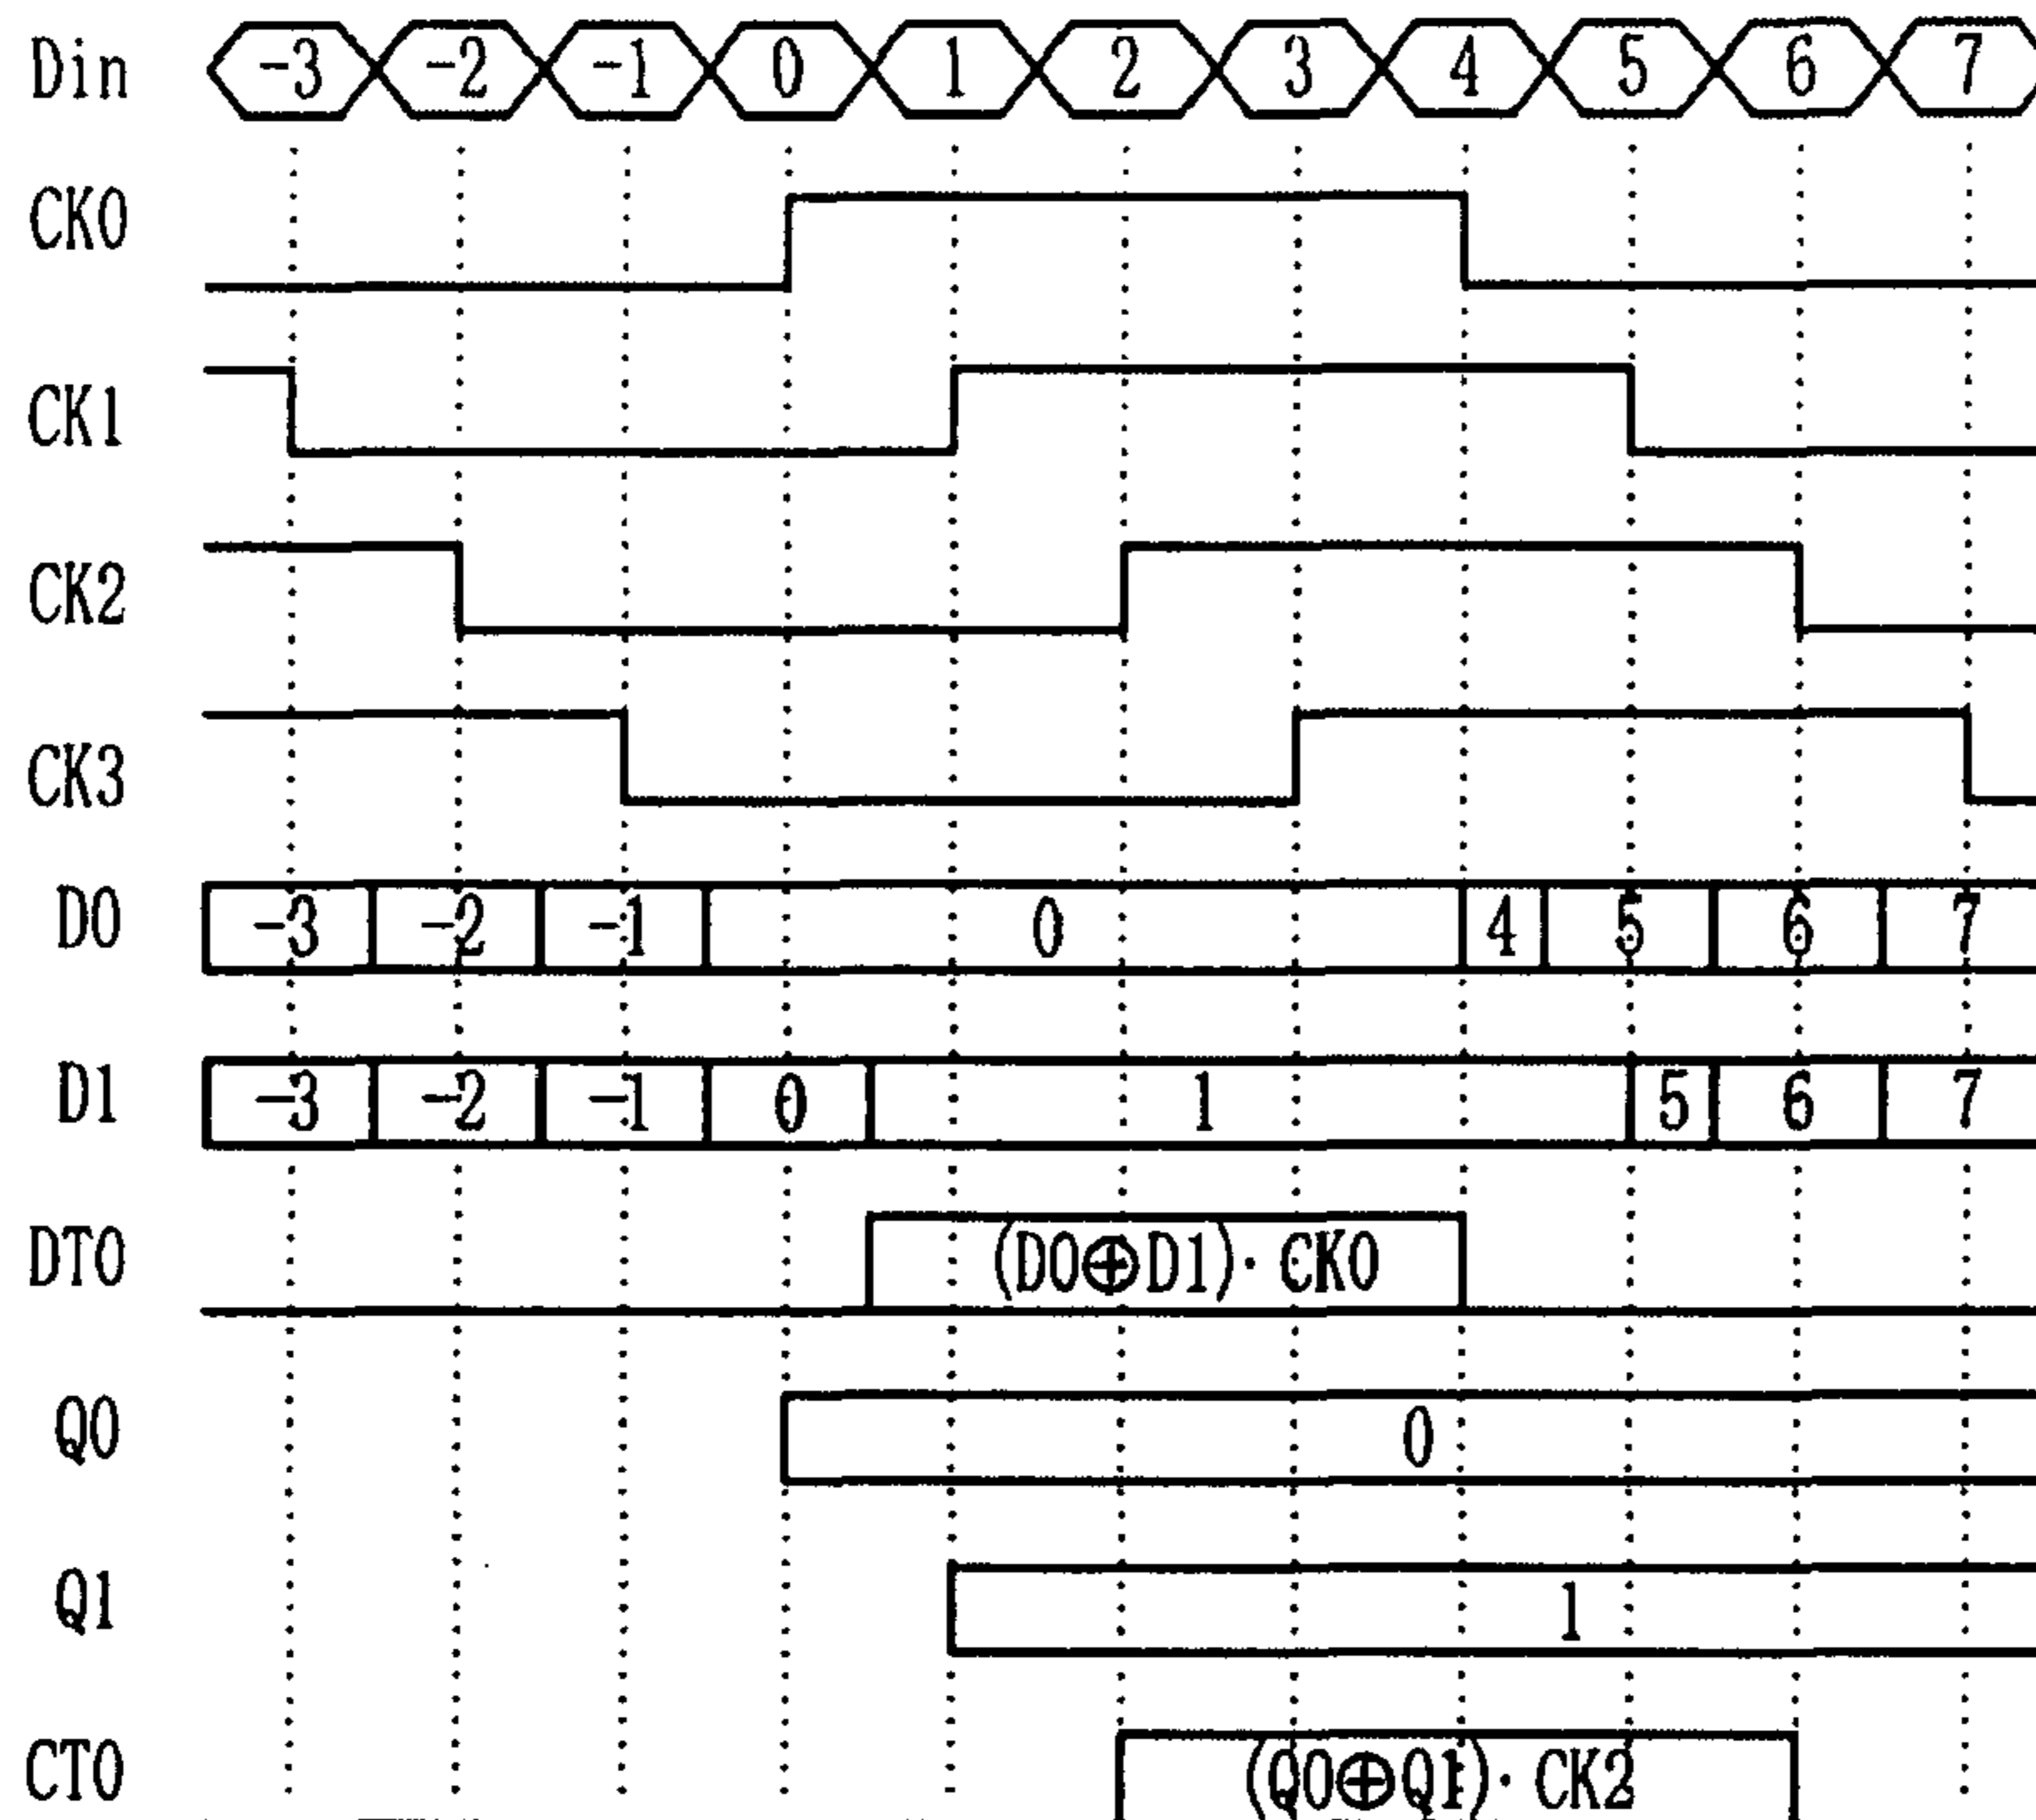 Din -3 -2 -1 0 1 2 3 4 5 6 7
CK0
CK1
CK2
CK3
D0 -3 -2 -1 0 4 5 6 7
D1 -3 -2 -1 0 1 5 6 7
DT0 (D0⊕D1)· CK0
Q0 0
Q1 1
CT0 (Q0⊕Q1)· CK2